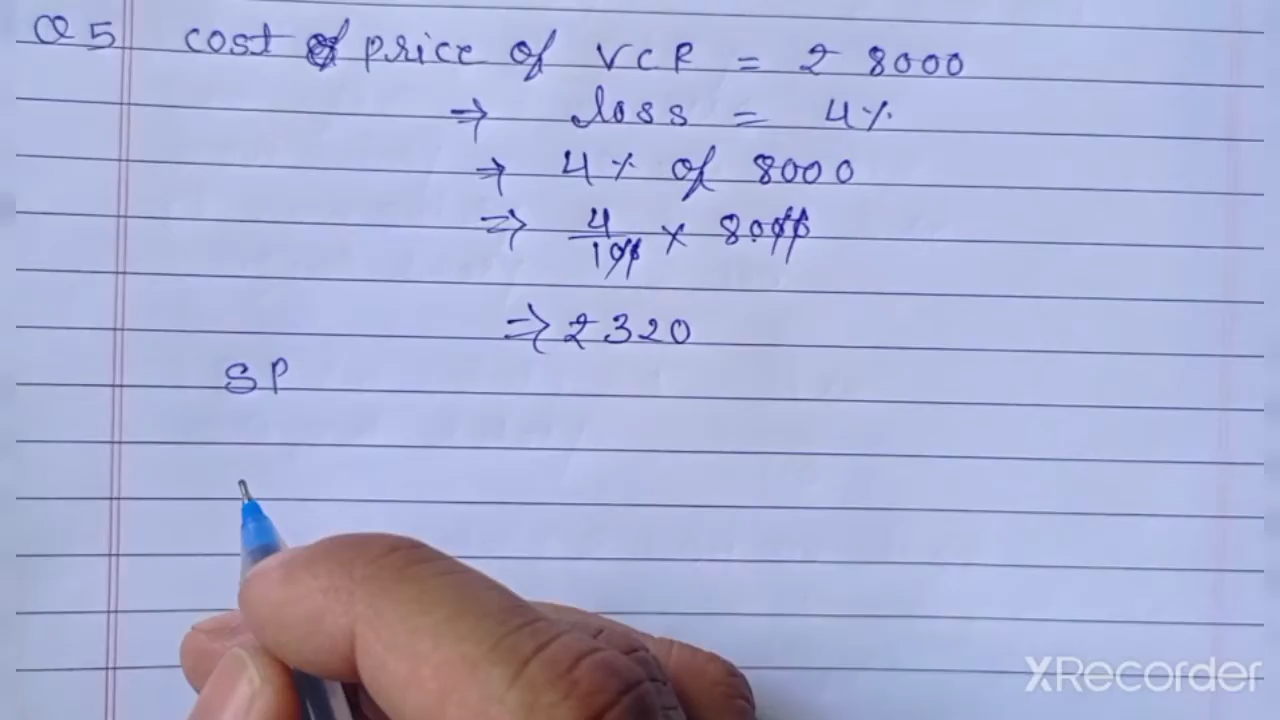 Q5 cost of price of VCR = ₹ 8000
⇒ loss = 4%
⇒ 4% of 8000
⇒ 4/100 × 8000
⇒ ₹ 320
SP
XRecorder